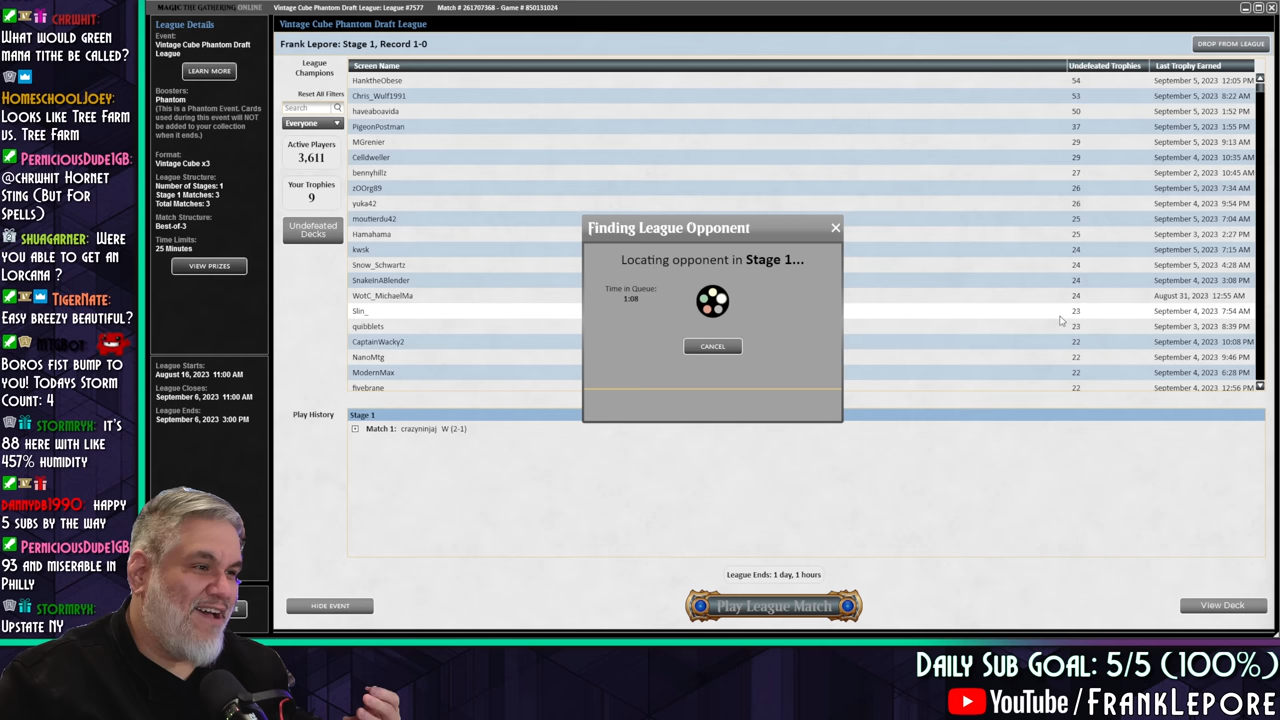 CHRWHIT:
WHAT WOULD GREEN
MANA TITHE BE CALLED?
HOMESCHOOLJOEY:
LOOKS LIKE TREE FARM
VS. TREE FARM
PERNICIOUSDUDE1GB:
@CHRWHIT HORNET
STING (BUT FOR
SPELLS)
SHUAGARNER: WERE
YOU ABLE TO GET AN
LORCANA ?
TIGERNATE:
EASY BREEZY BEAUTIFUL?
MTGBOT:
BOROS FIST BUMP TO
YOU! TODAYS STORM
COUNT: 4
STORMRYX: IT'S
88 HERE WITH LIKE
457% HUMIDITY
DANNYDB1990: HAPPY
5 SUBS BY THE WAY
PERNICIOUSDUDE1GB:
93 AND MISERABLE IN
PHILLY
STORMRYX:
UPSTATE NY
MAGIC THE GATHERING ONLINE
Vintage Cube Phantom Draft League: League #7577 Match # 261707368 - Game # 850131024
League Details
Event:
Vintage Cube Phantom Draft
League
LEARN MORE
Boosters:
Phantom
(This is a Phantom Event. Cards
used during this event will NOT
be added to your collection
when it ends.)
Format:
Vintage Cube x3
League Structure:
Number of Stages: 1
Stage 1 Matches: 3
Total Matches: 3
Match Structure:
Best-of-3
Time Limits:
25 Minutes
VIEW PRIZES
League Starts:
August 16, 2023 11:00 AM
League Closes:
September 6, 2023 11:00 AM
League Ends:
September 6, 2023 3:00 PM
Vintage Cube Phantom Draft League
Frank Lepore: Stage 1, Record 1-0
DROP FROM LEAGUE
League
Champions
Reset All Filters
Search
Everyone
Active Players
3,611
Your Trophies
9
Undefeated
Decks
Screen Name Undefeated Trophies Last Trophy Earned
HanktheObese 54 September 5, 2023 12:05 PM
Chris_Wulf1991 53 September 5, 2023 8:22 AM
haveaboavida 50 September 5, 2023 1:52 PM
PigeonPostman 37 September 5, 2023 1:55 PM
MGrenier 29 September 5, 2023 9:13 AM
Celldweller 29 September 4, 2023 10:35 AM
bennyhillz 27 September 2, 2023 10:45 AM
zOOrg89 26 September 5, 2023 7:34 AM
yuka42 26 September 4, 2023 9:54 PM
moutierdu42 25 September 5, 2023 7:04 AM
Hamahama 25 September 3, 2023 2:27 PM
kwsk 24 September 5, 2023 7:15 AM
Snow_Schwartz 24 September 5, 2023 4:28 AM
SnakeInABlender 24 September 4, 2023 3:08 PM
WotC_MichaelMa 24 August 31, 2023 12:55 AM
Slin_ 23 September 4, 2023 7:54 AM
quibblets 23 September 3, 2023 8:39 PM
CaptainWacky2 22 September 4, 2023 10:08 PM
NanoMtg 22 September 4, 2023 9:46 PM
ModernMax 22 September 4, 2023 6:28 PM
fivebrane 22 September 4, 2023 12:56 PM
Finding League Opponent
Locating opponent in Stage 1...
Time in Queue:
1:08
CANCEL
Play History
Stage 1
Match 1: crazyninjaj W (2-1)
League Ends: 1 day, 1 hours
HIDE EVENT
Play League Match
View Deck
DAILY SUB GOAL: 5/5 (100%)
YOUTUBE/FRANKLEPORE